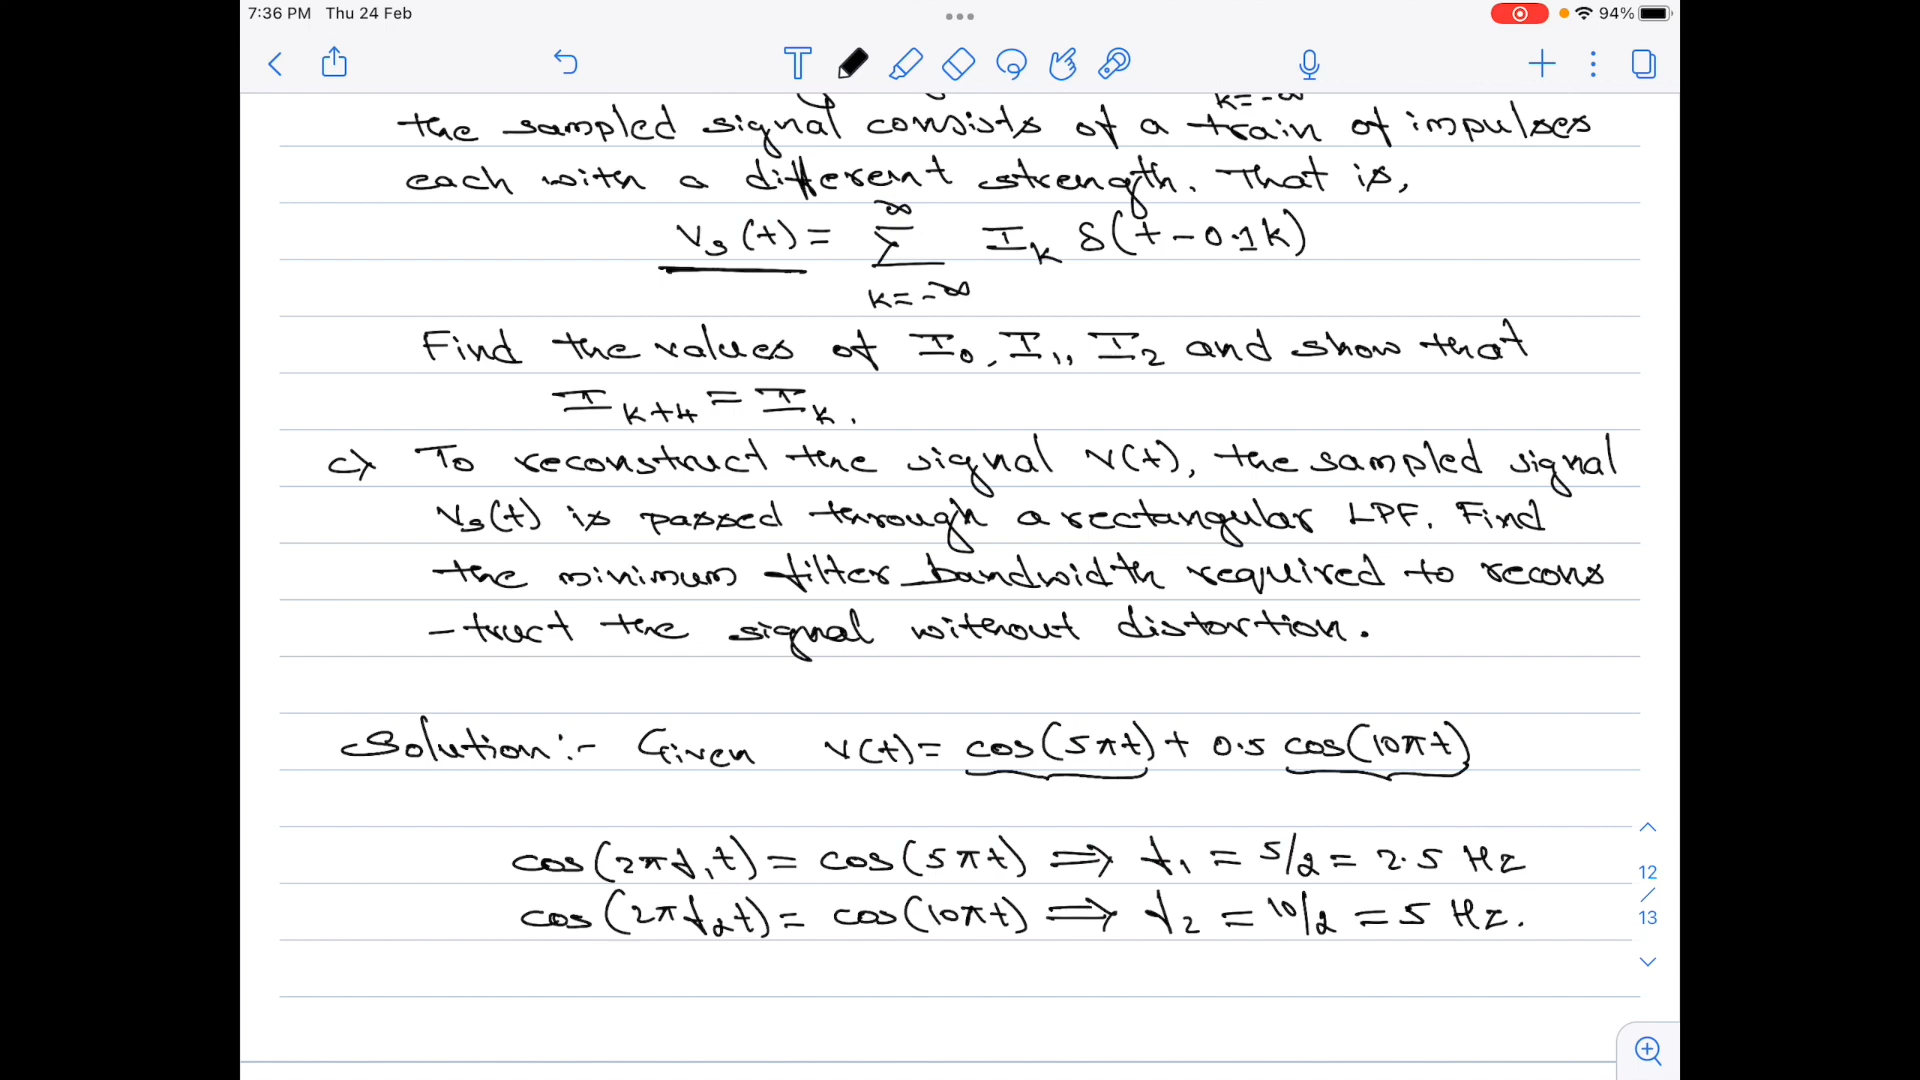 7:36 PM Thu 24 Feb
94%
k=-∞
the sampled signal consists of a train of impulses
each with a different strength. That is,
Vs(t) = ∑ Ik δ(t-0.1k)
∞
k=-∞
Find the values of I0, I1, I2 and show that
Ik+4 = Ik.
c) To reconstruct the signal v(t), the sampled signal
Vs(t) is passed through a rectangular LPF. Find
the minimum filter bandwidth required to recons
-truct the signal without distortion.
Solution:- Given v(t)= cos(5πt) + 0.5 cos(10πt)
cos(2πf1t) = cos(5πt) ⟹ f1 = 5/2 = 2.5 Hz
cos(2πf2t) = cos(10πt) ⟹ f2 = 10/2 = 5 Hz.
12
/
13